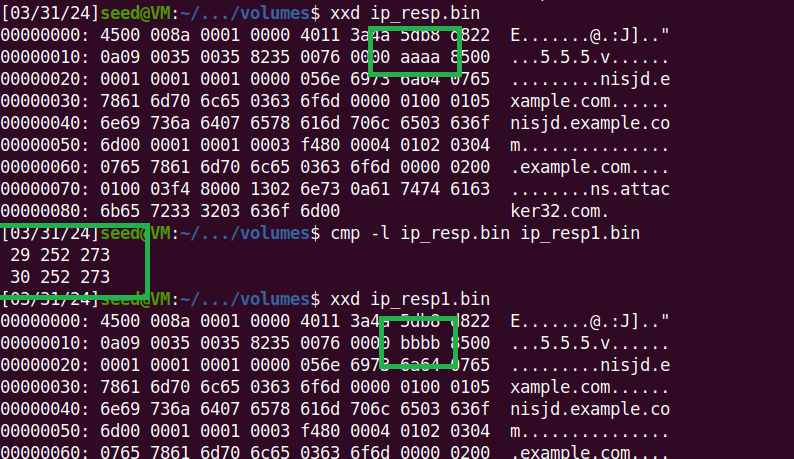 [03/31/24]seed@VM:~/.../volumes$ xxd ip_resp.bin
00000000: 4500 008a 0001 0000 4011 3a4a 5db8 d822  E.......@.:J].."
00000010: 0a09 0035 0035 8235 0076 0000 aaaa 8500  ...5.5.5.v......
00000020: 0001 0001 0001 0000 056e 6973 6a64 0765  .........nisjd.e
00000030: 7861 6d70 6c65 0363 6f6d 0000 0100 0105  xample.com......
00000040: 6e69 736a 6407 6578 616d 706c 6503 636f  nisjd.example.co
00000050: 6d00 0001 0001 0003 f480 0004 0102 0304  m...............
00000060: 0765 7861 6d70 6c65 0363 6f6d 0000 0200  .example.com....
00000070: 0100 03f4 8000 1302 6e73 0a61 7474 6163  ........ns.attac
00000080: 6b65 7233 3203 636f 6d00  ker32.com.
[03/31/24]seed@VM:~/.../volumes$ cmp -l ip_resp.bin ip_resp1.bin
29 252 273
30 252 273
[03/31/24]seed@VM:~/.../volumes$ xxd ip_resp1.bin
00000000: 4500 008a 0001 0000 4011 3a4a 5db8 d822  E.......@.:J].."
00000010: 0a09 0035 0035 8235 0076 0000 bbbb 8500  ...5.5.5.v......
00000020: 0001 0001 0001 0000 056e 6973 6a64 0765  .........nisjd.e
00000030: 7861 6d70 6c65 0363 6f6d 0000 0100 0105  xample.com......
00000040: 6e69 736a 6407 6578 616d 706c 6503 636f  nisjd.example.co
00000050: 6d00 0001 0001 0003 f480 0004 0102 0304  m...............
00000060: 0765 7861 6d70 6c65 0363 6f6d 0000 0200  .example.com....